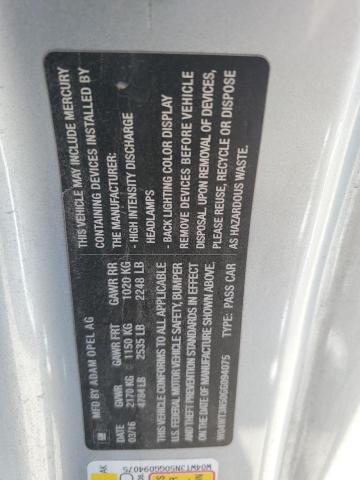 THIS VEHICLE MAY INCLUDE MERCURY
CONTAINING DEVICES INSTALLED BY
THE MANUFACTURER:
- HIGH INTENSITY DISCHARGE
HEADLAMPS
- BACK LIGHTING COLOR DISPLAY
REMOVE DEVICES BEFORE VEHICLE
DISPOSAL. UPON REMOVAL OF DEVICES,
PLEASE REUSE, RECYCLE OR DISPOSE
AS HAZARDOUS WASTE.
GM
MFG BY ADAM OPEL AG
03/16 GVWR GAWR FRT GAWR RR
2170 KG 1150 KG 1020 KG
4784 LB 2535 LB 2248 LB
THIS VEHICLE CONFORMS TO ALL APPLICABLE
U.S. FEDERAL MOTOR VEHICLE SAFETY, BUMPER
AND THEFT PREVENTION STANDARDS IN EFFECT
ON THE DATE OF MANUFACTURE SHOWN ABOVE.
W04WT3N50GG094075 TYPE: PASS CAR
W04WT3N50GG094075